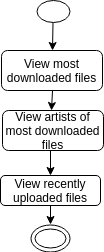 View most
downloaded files
View artists of
most downloaded
files
View recently
uploaded files